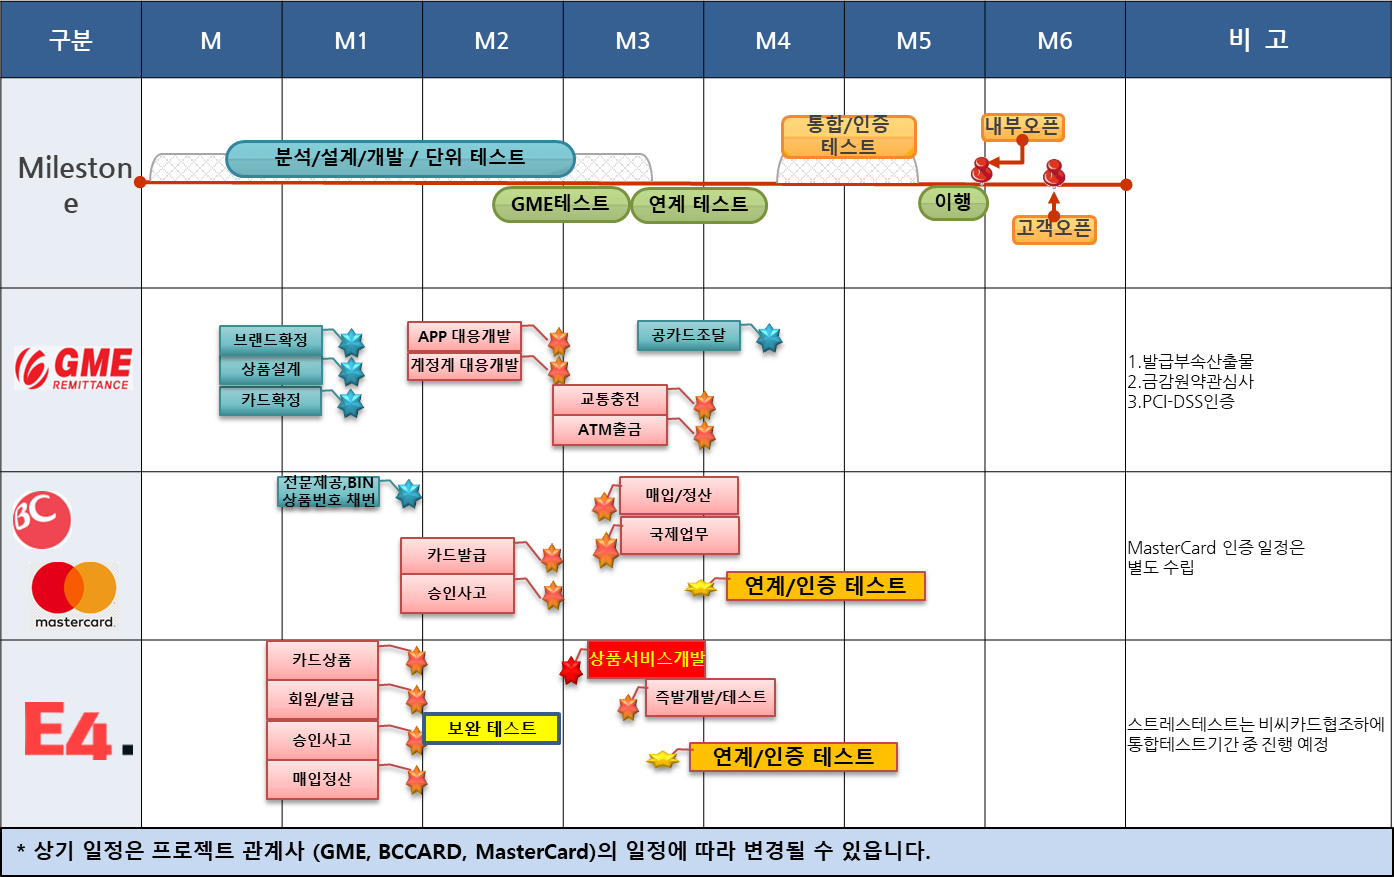 구분
M
M1
M2
M3
M4
M5
M6
비 고
Mileston
e
분석/설계/개발 / 단위 테스트
GME테스트
연계 테스트
통합/인증
테스트
이행
내부오픈
고객오픈
GME
REMITTANCE
브랜드확정
상품설계
카드확정
APP 대응개발
계정계 대응개발
교통충전
ATM출금
공카드조달
1.발급부속산출물
2.금감원약관심사
3.PCI-DSS인증
BC
mastercard.
전문제공,BIN
상품번호 채번
카드발급
승인사고
매입/정산
국제업무
연계/인증 테스트
MasterCard 인증 일정은
별도 수립
E4.
카드상품
회원/발급
승인사고
매입정산
보완 테스트
상품서비스개발
즉발개발/테스트
연계/인증 테스트
스트레스테스트는 비씨카드협조하에
통합테스트기간 중 진행 예정
* 상기 일정은 프로젝트 관계사 (GME, BCCARD, MasterCard)의 일정에 따라 변경될 수 있읍니다.